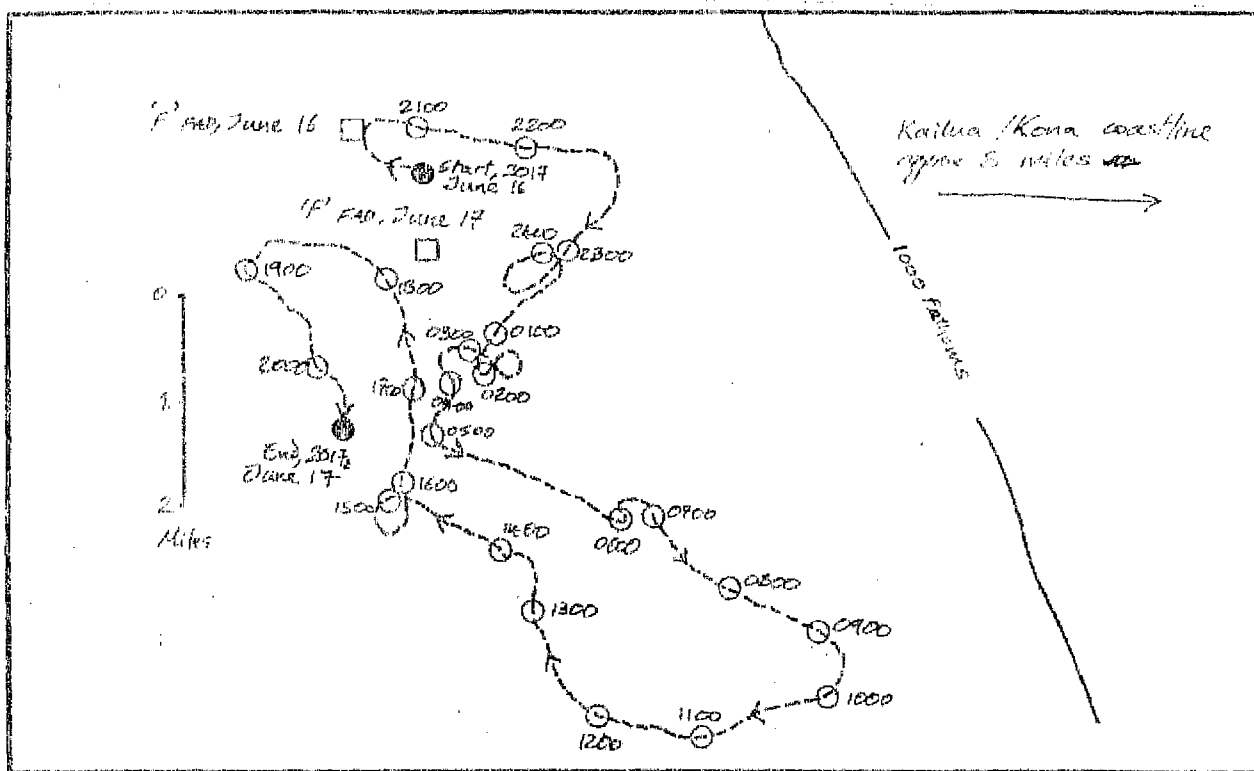 2100
2200
'F' FAD, June 16
Start, 2017
June 16
Kailua/Kona coastline
approx 5 miles
'F' FAD, June 17
2400
2300
1900
1800
0
0100
0300
2000
0200
1700
0400
1
0500
End, 2017
June 17
1600
1500
2
Miles
1400
0600
0700
0800
1300
0900
1000
1100
1200
1000 Fathoms